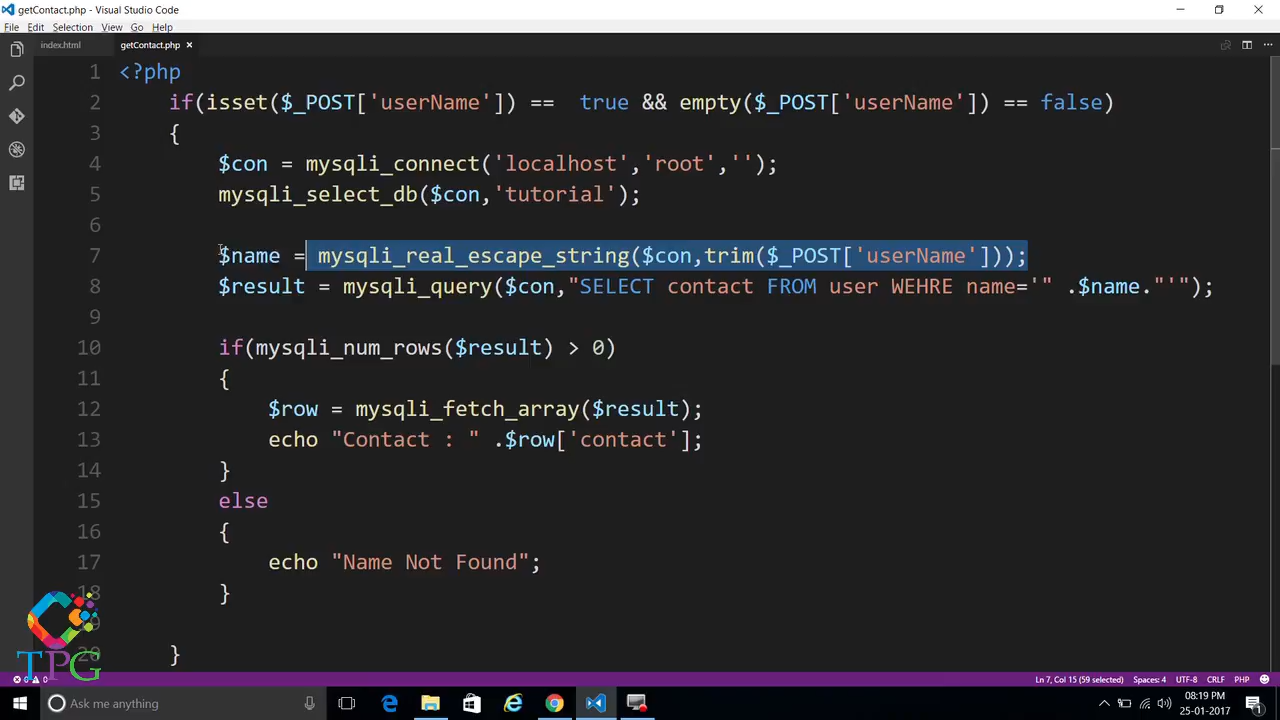 getContact.php - Visual Studio Code
File Edit Selection View Go Help
index.html getContact.php ×
1 <?php
2 if(isset($_POST['userName']) == true && empty($_POST['userName']) == false)
3 {
4 $con = mysqli_connect('localhost','root','');
5 mysqli_select_db($con,'tutorial');
6
7 $name = mysqli_real_escape_string($con,trim($_POST['userName']));
8 $result = mysqli_query($con,"SELECT contact FROM user WEHRE name='" .$name."'");
9
10 if(mysqli_num_rows($result) > 0)
11 {
12 $row = mysqli_fetch_array($result);
13 echo "Contact : " .$row['contact'];
14 }
15 else
16 {
17 echo "Name Not Found";
18 }
19
20 }
TPG
0 0 Ln 7, Col 15 (59 selected) Spaces: 4 UTF-8 CRLF PHP
Ask me anything
08:19 PM
25-01-2017
1